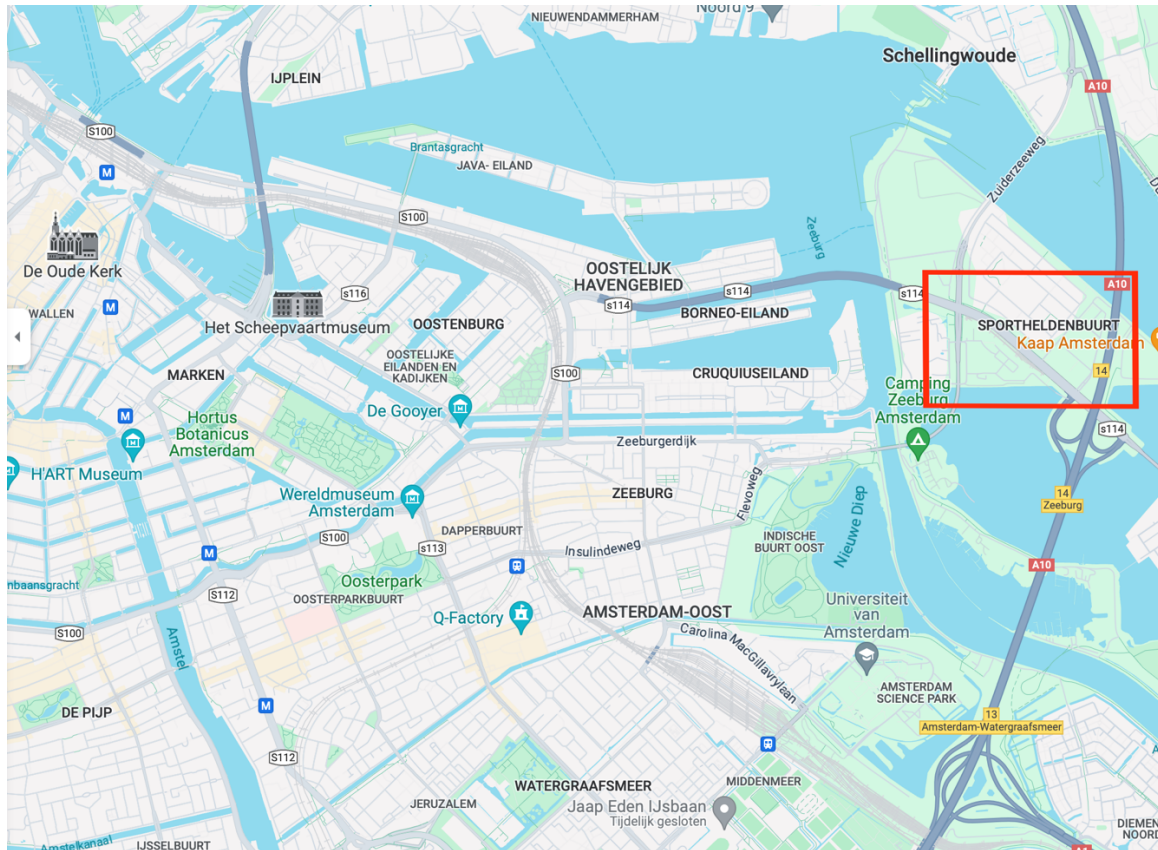 NIEUWENDAMMERHAM
Noord 9
Schellingwoude
IJPLEIN
A10
S100
Brantasgracht
JAVA- EILAND
Zuiderzeeweg
M
S100
Zeeburg
De Oude Kerk
OOSTELIJK
HAVENGEBIED
s114
s114
A10
s116
M
s114
WALLEN
Het Scheepvaartmuseum
OOSTENBURG
BORNEO-EILAND
SPORTHELDENBUURT
Kaap Amsterdam
OOSTELIJKE
EILANDEN EN
KADIJKEN
MARKEN
S100
CRUQUIUSEILAND
14
Camping
Zeeburg
Amsterdam
De Gooyer
M
Hortus
Botanicus
Amsterdam
s114
Zeeburgerdijk
H'ART Museum
Wereldmuseum
Amsterdam
ZEEBURG
Flevoweg
14
Zeeburg
DAPPERBUURT
S100
s113
Insulindeweg
INDISCHE
BUURT OOST
Nieuwe Diep
M
A10
Oosterpark
nbaansgracht
S112
OOSTERPARKBUURT
Q-Factory
AMSTERDAM-OOST
Universiteit
van
Amsterdam
S100
Amstel
Carolina MacGillavrylaan
AMSTERDAM
SCIENCE PARK
DE PIJP
M
13
Amsterdam-Watergraafsmeer
S112
WATERGRAAFSMEER
MIDDENMEER
JERUZALEM
Jaap Eden IJsbaan
Tijdelijk gesloten
DIEMEN
NOORD
Amstelkanaal
IJSSELBUURT